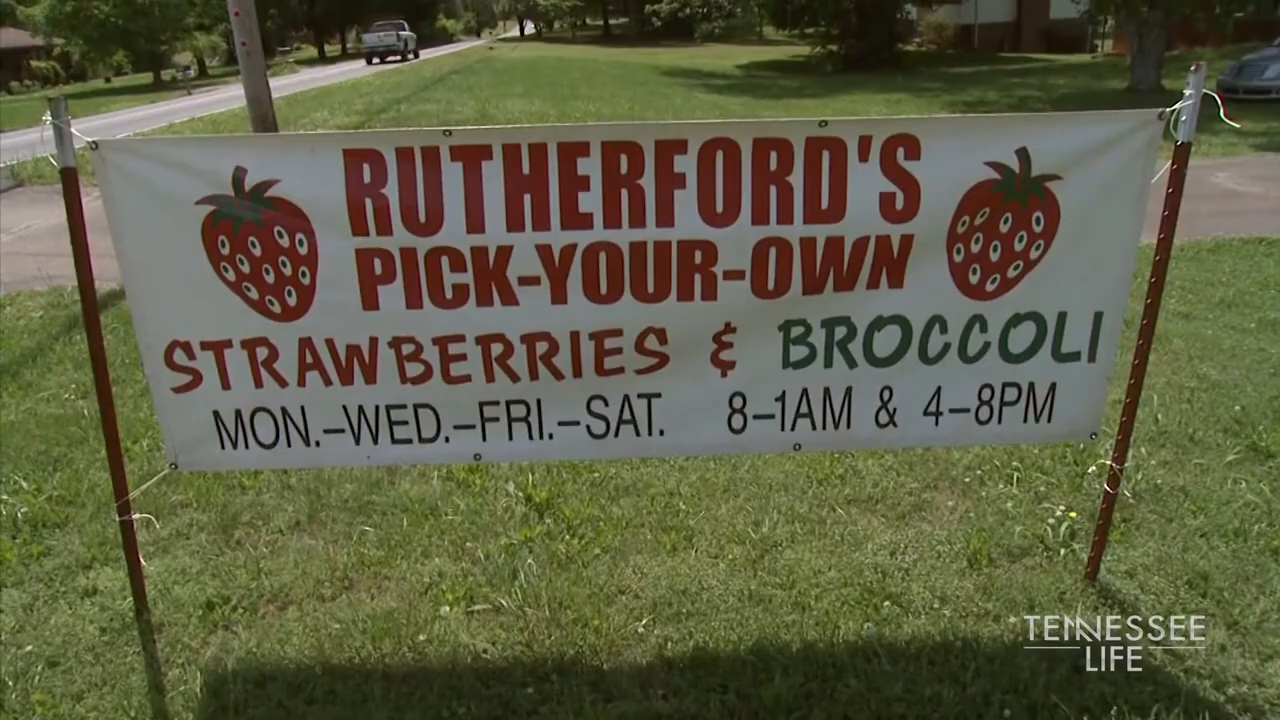 RUTHERFORD'S
PICK-YOUR-OWN
STRAWBERRIES & BROCCOLI
MON.-WED.-FRI.-SAT. 8-1AM & 4-8PM
TENNESSEE
LIFE